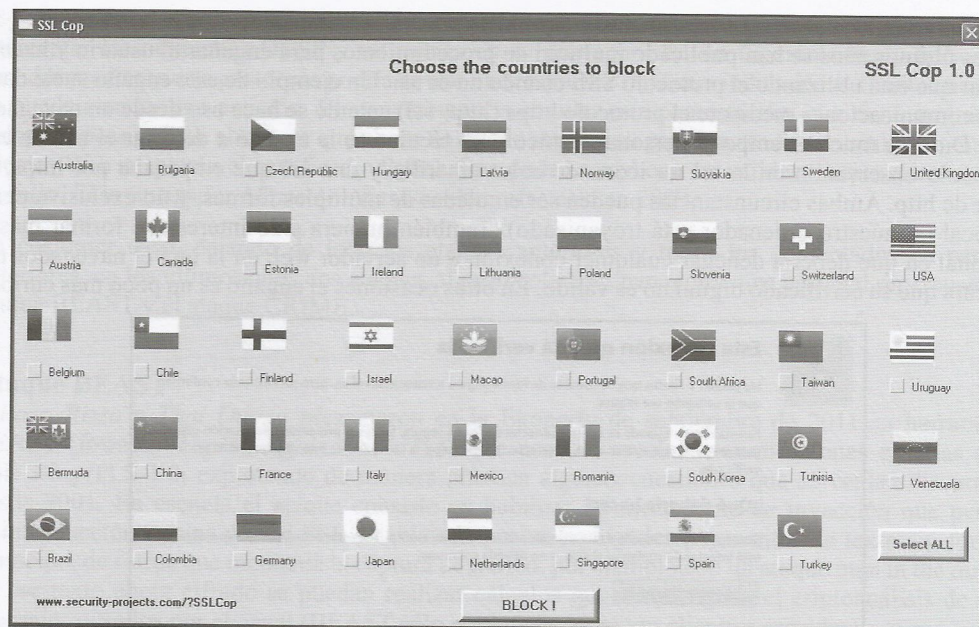 SSL Cop
Choose the countries to block
SSL Cop 1.0
Australia Bulgaria Czech Republic Hungary Latvia Norway Slovakia Sweden United Kingdon
Austria Canada Estonia Ireland Lithuania Poland Slovenia Switzerland USA
Belgium Chile Finland Israel Macao Portugal South Africa Taiwan Uruguay
Bermuda China France Italy Mexico Romania South Korea Tunisia Venezuela
Brazil Colombia Germany Japan Netherlands Singapore Spain Turkey
Select ALL
www.security-projects.com/?SSLCop
BLOCK !